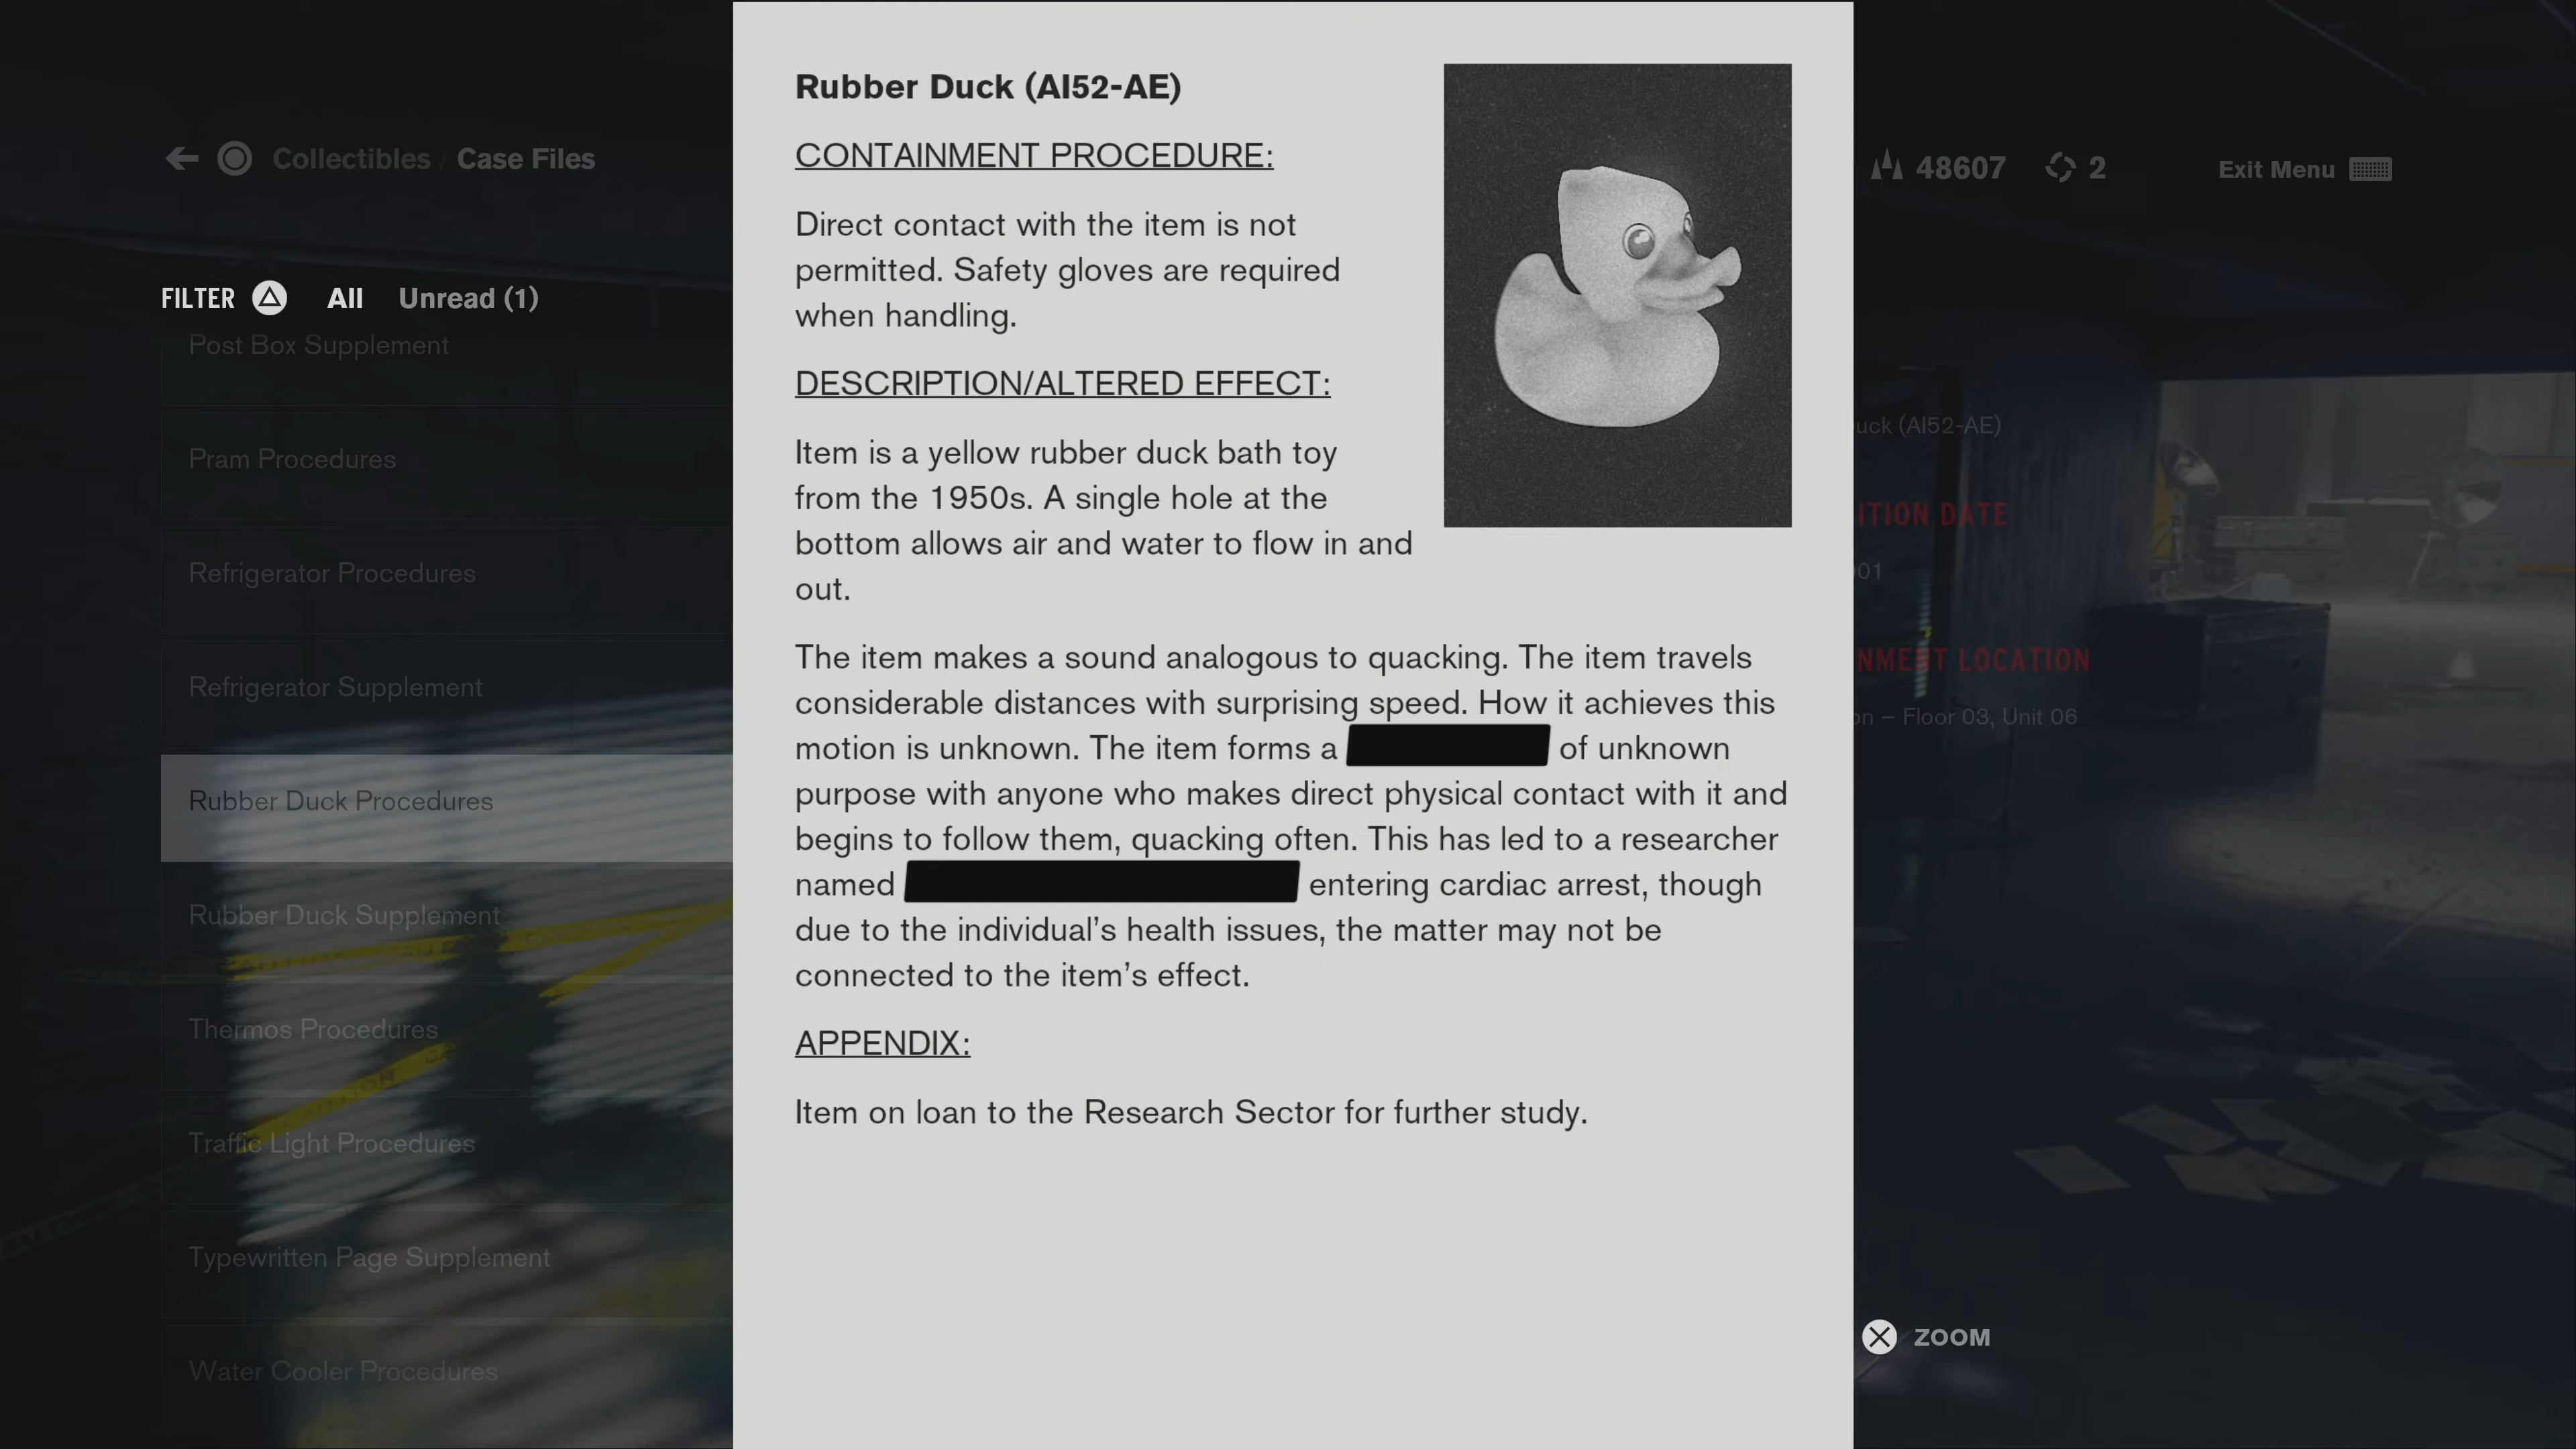 Collectibles / Case Files
48607
2
Exit Menu
FILTER All Unread (1)
Post Box Supplement
Pram Procedures
Refrigerator Procedures
Refrigerator Supplement
Rubber Duck Procedures
Rubber Duck Supplement
Thermos Procedures
Traffic Light Procedures
Typewritten Page Supplement
Water Cooler Procedures
Rubber Duck (AI52-AE)
CONTAINMENT PROCEDURE:
Direct contact with the item is not
permitted. Safety gloves are required
when handling.
DESCRIPTION/ALTERED EFFECT:
Item is a yellow rubber duck bath toy
from the 1950s. A single hole at the
bottom allows air and water to flow in and
out.
The item makes a sound analogous to quacking. The item travels
considerable distances with surprising speed. How it achieves this
motion is unknown. The item forms a of unknown
purpose with anyone who makes direct physical contact with it and
begins to follow them, quacking often. This has led to a researcher
named entering cardiac arrest, though
due to the individual's health issues, the matter may not be
connected to the item's effect.
APPENDIX:
Item on loan to the Research Sector for further study.
uck (AI52-AE)
ITION DATE
001
NMENT LOCATION
on – Floor 03, Unit 06
ZOOM